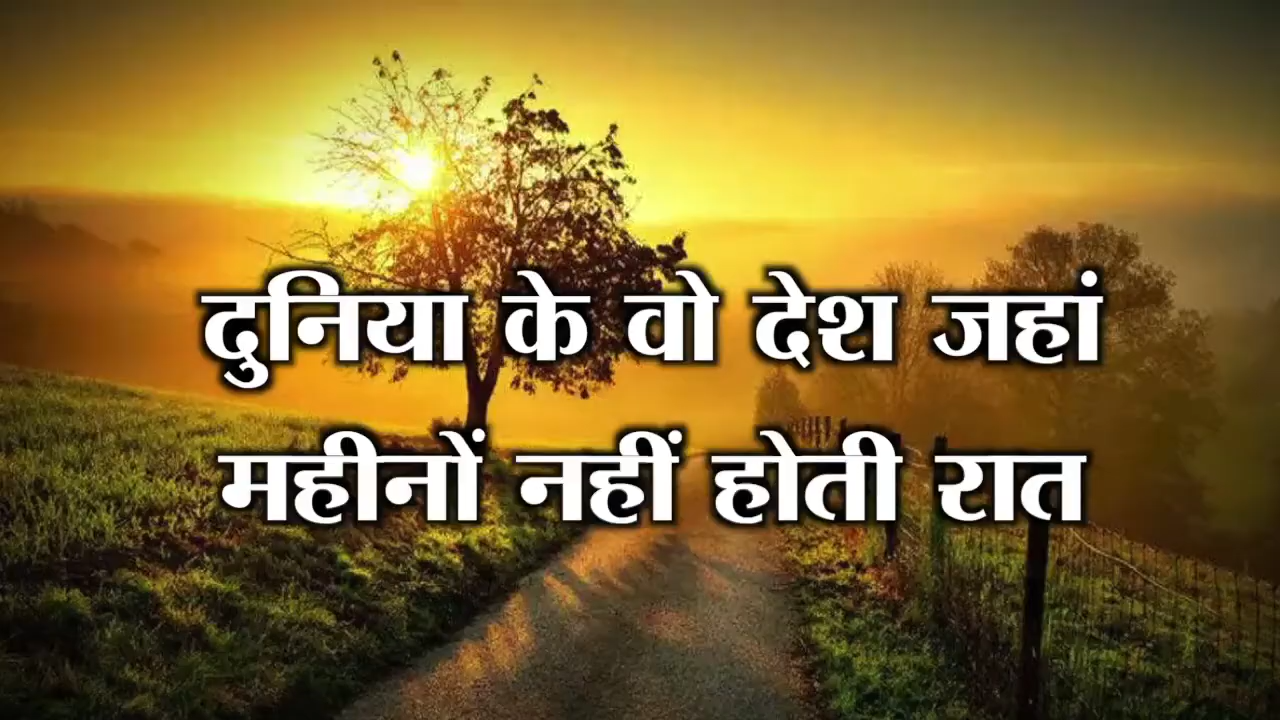 दुनिया के वो देश जहां
महीनों नहीं होती रात